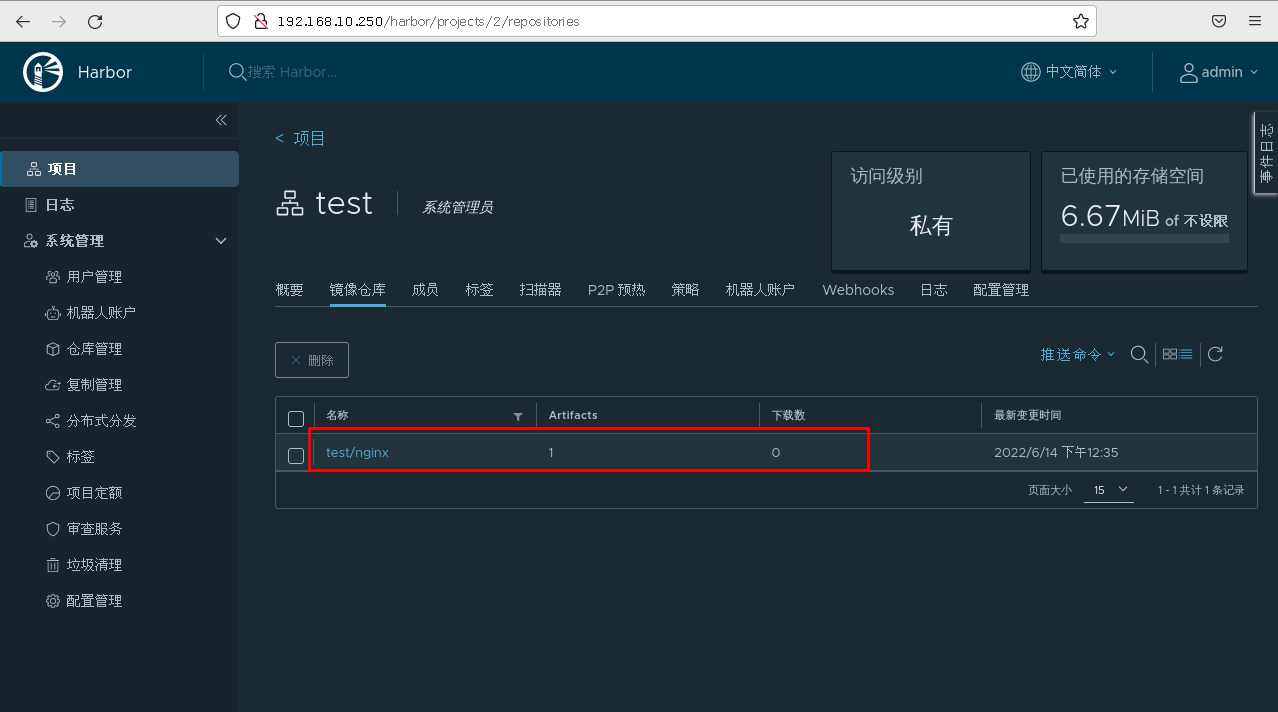 192.168.10.250/harbor/projects/2/repositories
Harbor
搜索 Harbor...
中文简体
admin
事件日志
项目
日志
系统管理
用户管理
机器人账户
仓库管理
复制管理
分布式分发
标签
项目定额
审查服务
垃圾清理
配置管理
< 项目
test 系统管理员
访问级别
私有
已使用的存储空间
6.67MiB of 不设限
概要 镜像仓库 成员 标签 扫描器 P2P 预热 策略 机器人账户 Webhooks 日志 配置管理
删除
推送命令
名称 Artifacts 下载数 最新变更时间
test/nginx 1 0 2022/6/14 下午12:35
页面大小 15 1 - 1 共计 1 条记录